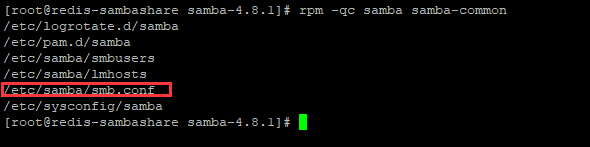 [root@redis-sambashare samba-4.8.1]# rpm -qc samba samba-common
/etc/logrotate.d/samba
/etc/pam.d/samba
/etc/samba/smbusers
/etc/samba/lmhosts
/etc/samba/smb.conf
/etc/sysconfig/samba
[root@redis-sambashare samba-4.8.1]#